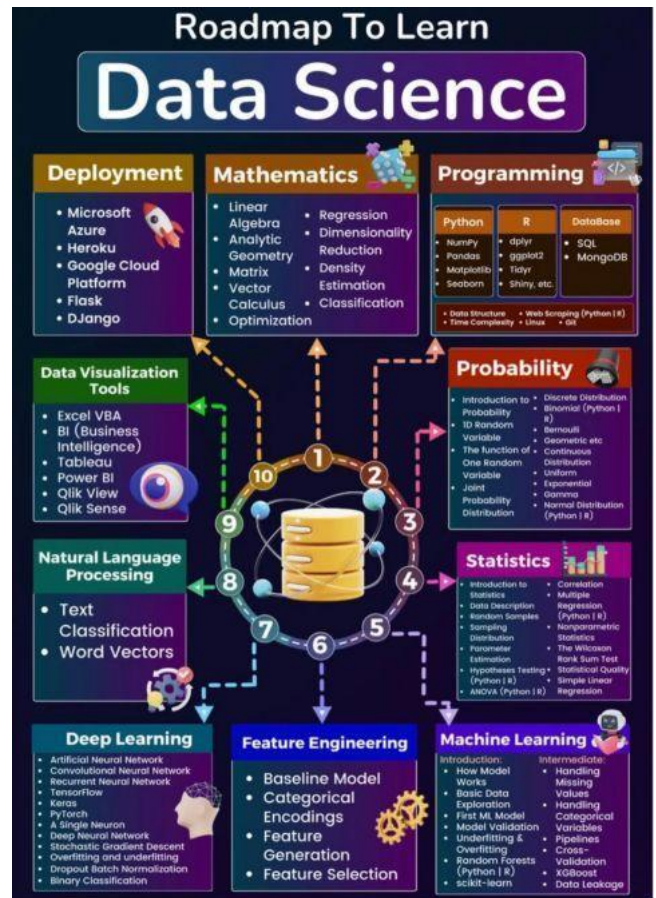 Roadmap To Learn
Data Science
Deployment
• Microsoft
Azure
• Heroku
• Google Cloud
Platform
• Flask
• DJango
Mathematics
• Linear
Algebra
• Analytic
Geometry
• Matrix
• Vector
Calculus
• Optimization
• Regression
• Dimensionality
Reduction
• Density
Estimation
• Classification
Programming
Python
• NumPy
• Pandas
• Matplotlib
• Seaborn
R
• dplyr
• ggplot2
• Tidyr
• Shiny, etc.
DataBase
• SQL
• MongoDB
• Data Structure • Web Scraping (Python | R)
• Time Complexity • Linux • Git
Data Visualization
Tools
• Excel VBA
• BI (Business
Intelligence)
• Tableau
• Power BI
• Qlik View
• Qlik Sense
1
2
3
4
5
6
7
8
9
10
Probability
• Introduction to
Probability
• 1D Random
Variable
• The function of
One Random
Variable
• Joint
Probability
Distribution
• Discrete Distribution
• Binomial (Python |
R)
• Bernoulli
• Geometric etc
• Continuous
Distribution
• Uniform
• Exponential
• Gamma
• Normal Distribution
(Python | R)
Natural Language
Processing
• Text
Classification
• Word Vectors
Statistics
• Introduction to
Statistics
• Data Description
• Random Samples
• Sampling
Distribution
• Parameter
Estimation
• Hypotheses Testing
(Python | R)
• ANOVA (Python | R)
• Correlation
• Multiple
Regression
(Python | R)
• Nonparametric
Statistics
• The Wilcoxon
Rank Sum Test
• Statistical Quality
• Simple Linear
Regression
Deep Learning
• Artificial Neural Network
• Convolutional Neural Network
• Recurrent Neural Network
• TensorFlow
• Keras
• PyTorch
• A Single Neuron
• Deep Neural Network
• Stochastic Gradient Descent
• Overfitting and underfitting
• Dropout Batch Normalization
• Binary Classification
Feature Engineering
• Baseline Model
• Categorical
Encodings
• Feature
Generation
• Feature Selection
Machine Learning
Introduction:
• How Model
Works
• Basic Data
Exploration
• First ML Model
• Model Validation
• Underfitting &
Overfitting
• Random Forests
(Python | R)
• scikit-learn
Intermediate:
• Handling
Missing
Values
• Handling
Categorical
Variables
• Pipelines
• Cross-
Validation
• XGBoost
• Data Leakage